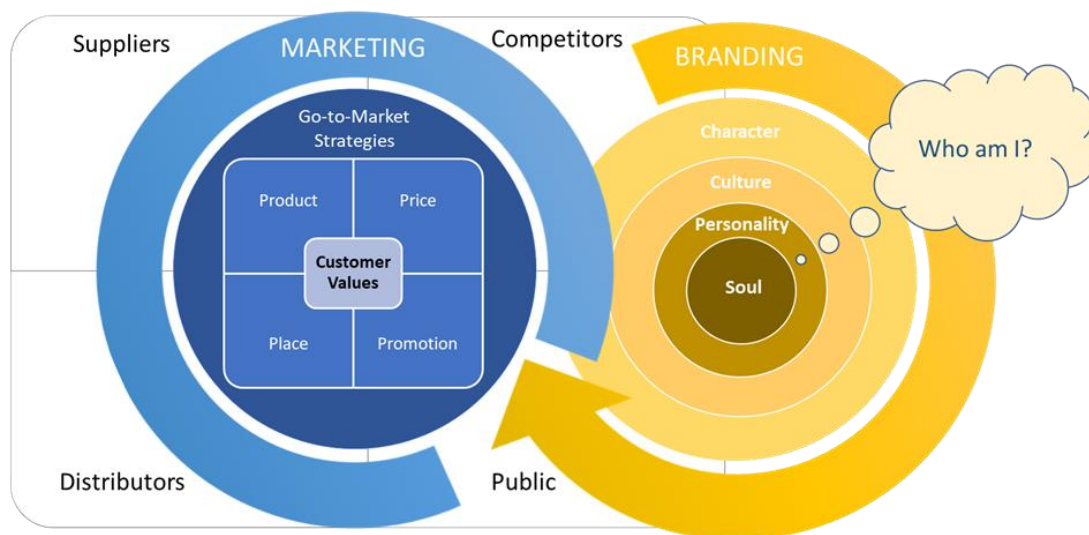 Suppliers
MARKETING
Competitors
BRANDING
Go-to-Market
Strategies
Product
Price
Customer
Values
Place
Promotion
Character
Culture
Personality
Soul
Who am I?
Distributors
Public